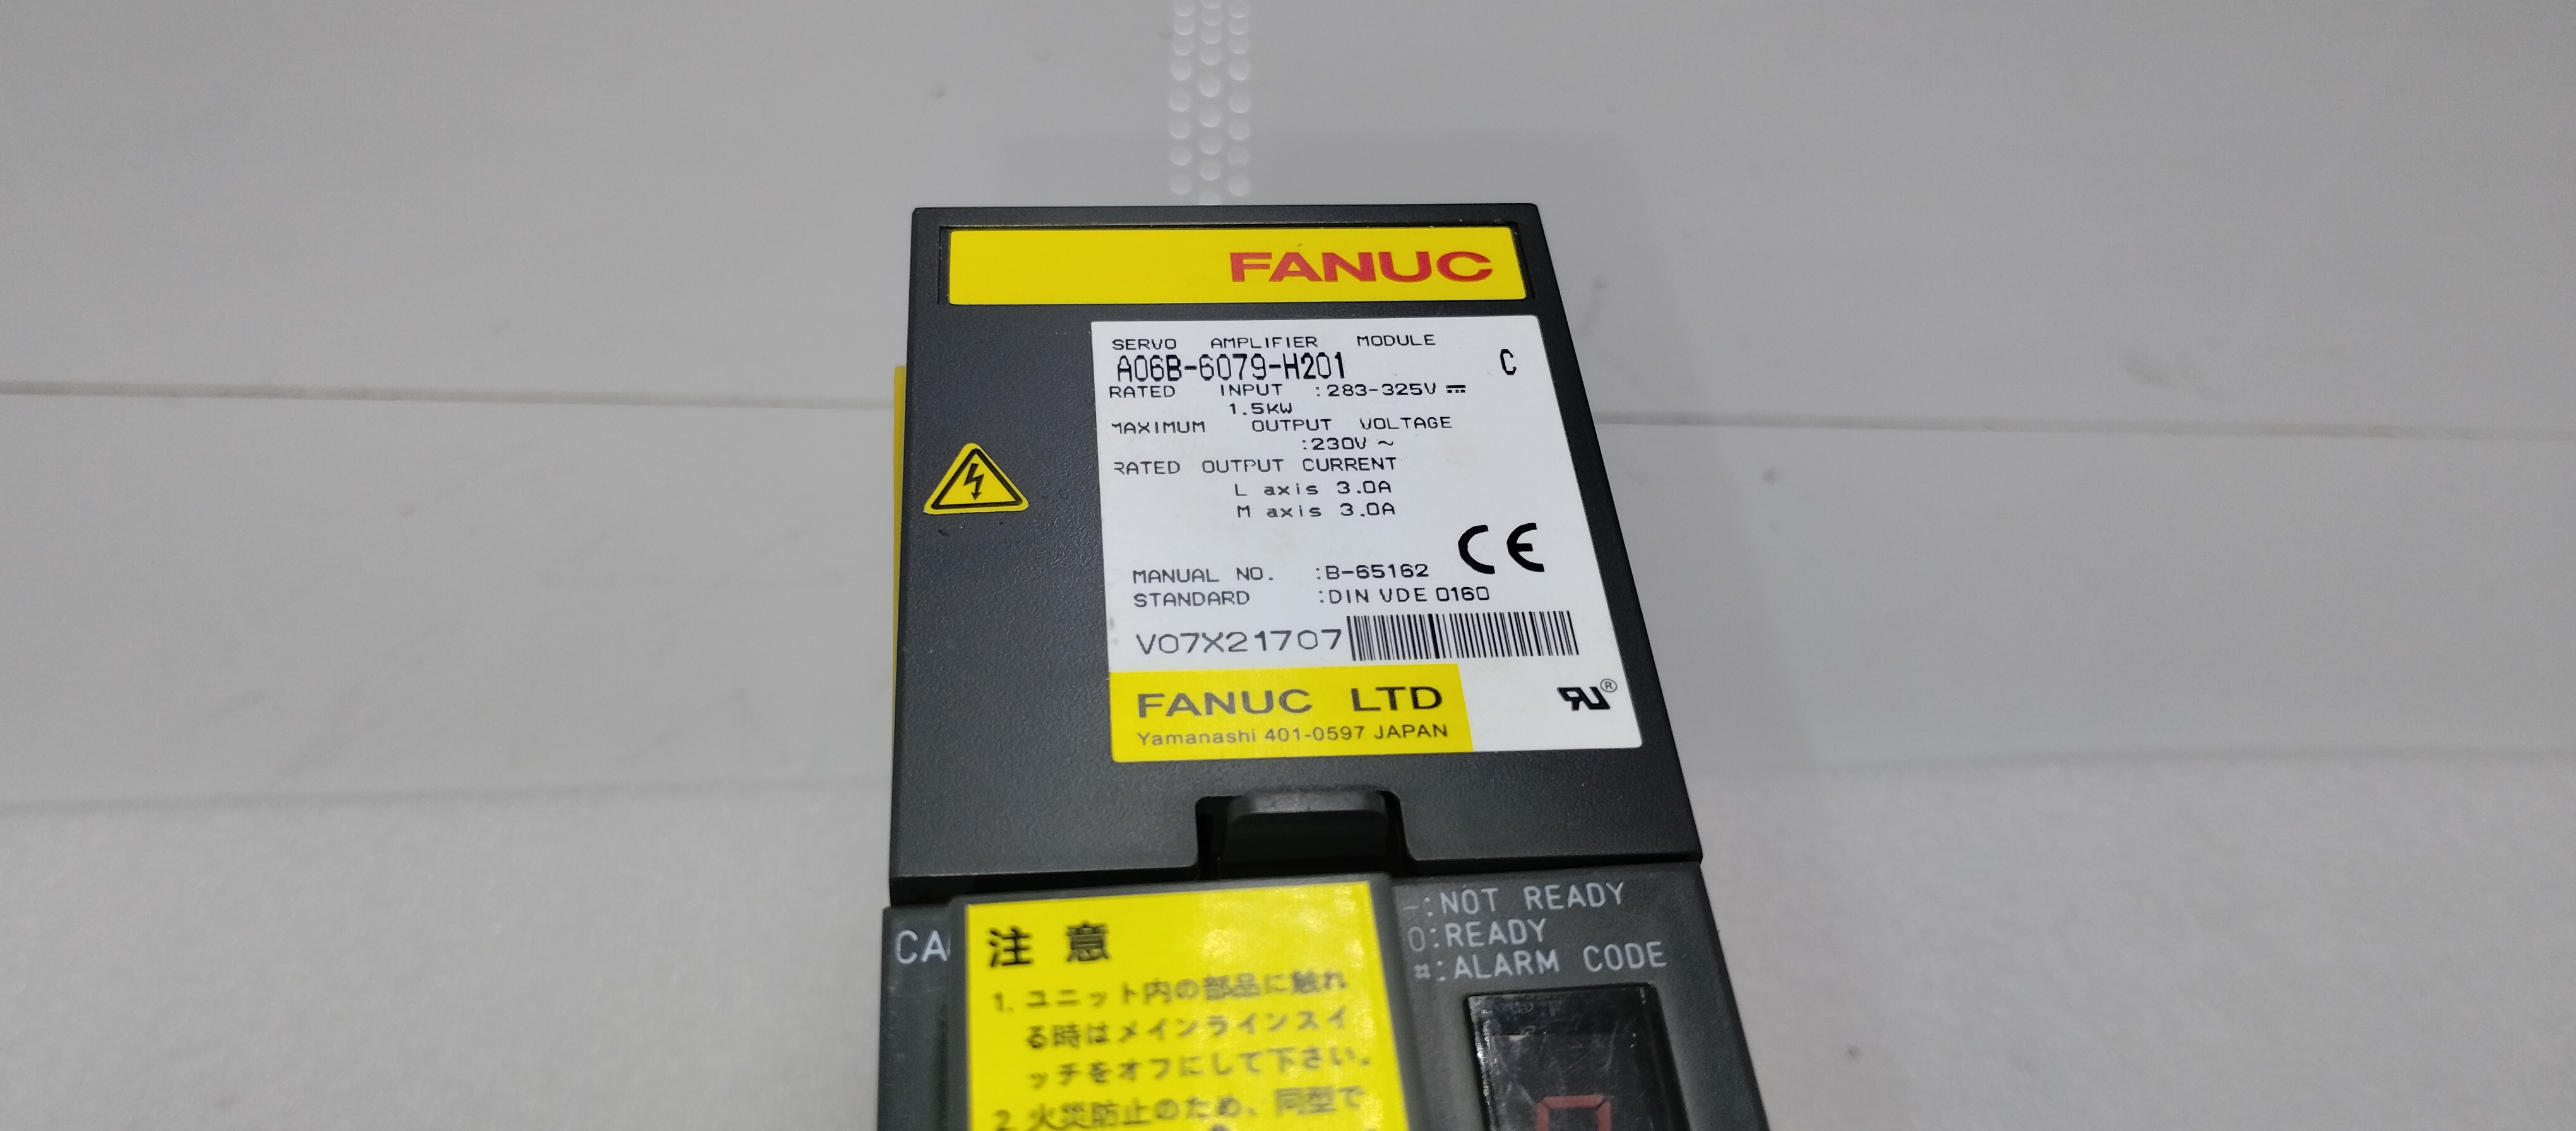 FANUC
SERVO AMPLIFIER MODULE
A06B-6079-H201 C
RATED INPUT :283-325V ⎓
1.5KW
MAXIMUM OUTPUT VOLTAGE
:230V ~
RATED OUTPUT CURRENT
L axis 3.0A
M axis 3.0A
CE
MANUAL NO. :B-65162
STANDARD :DIN VDE 0160
V07X21707
FANUC LTD
Yamanashi 401-0597 JAPAN
-:NOT READY
0:READY
#:ALARM CODE
CA
注意
1. ユニット内の部品に触れ
る時はメインラインスイ
ッチをオフにして下さい。
2. 火災防止のため、同型で